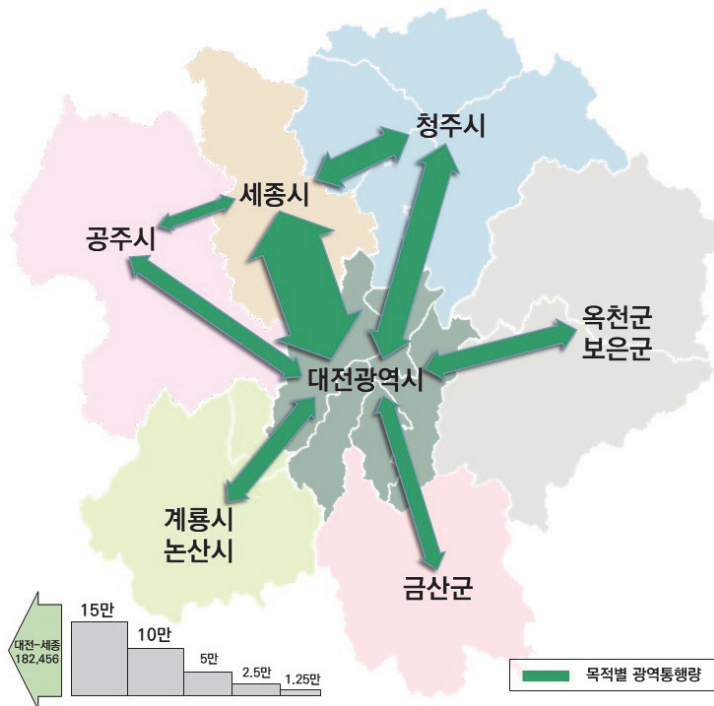 청주시
세종시
공주시
옥천군
보은군
대전광역시
계룡시
논산시
금산군
대전-세종
182,456
15만
10만
5만
2.5만
1.25만
목적별 광역통행량